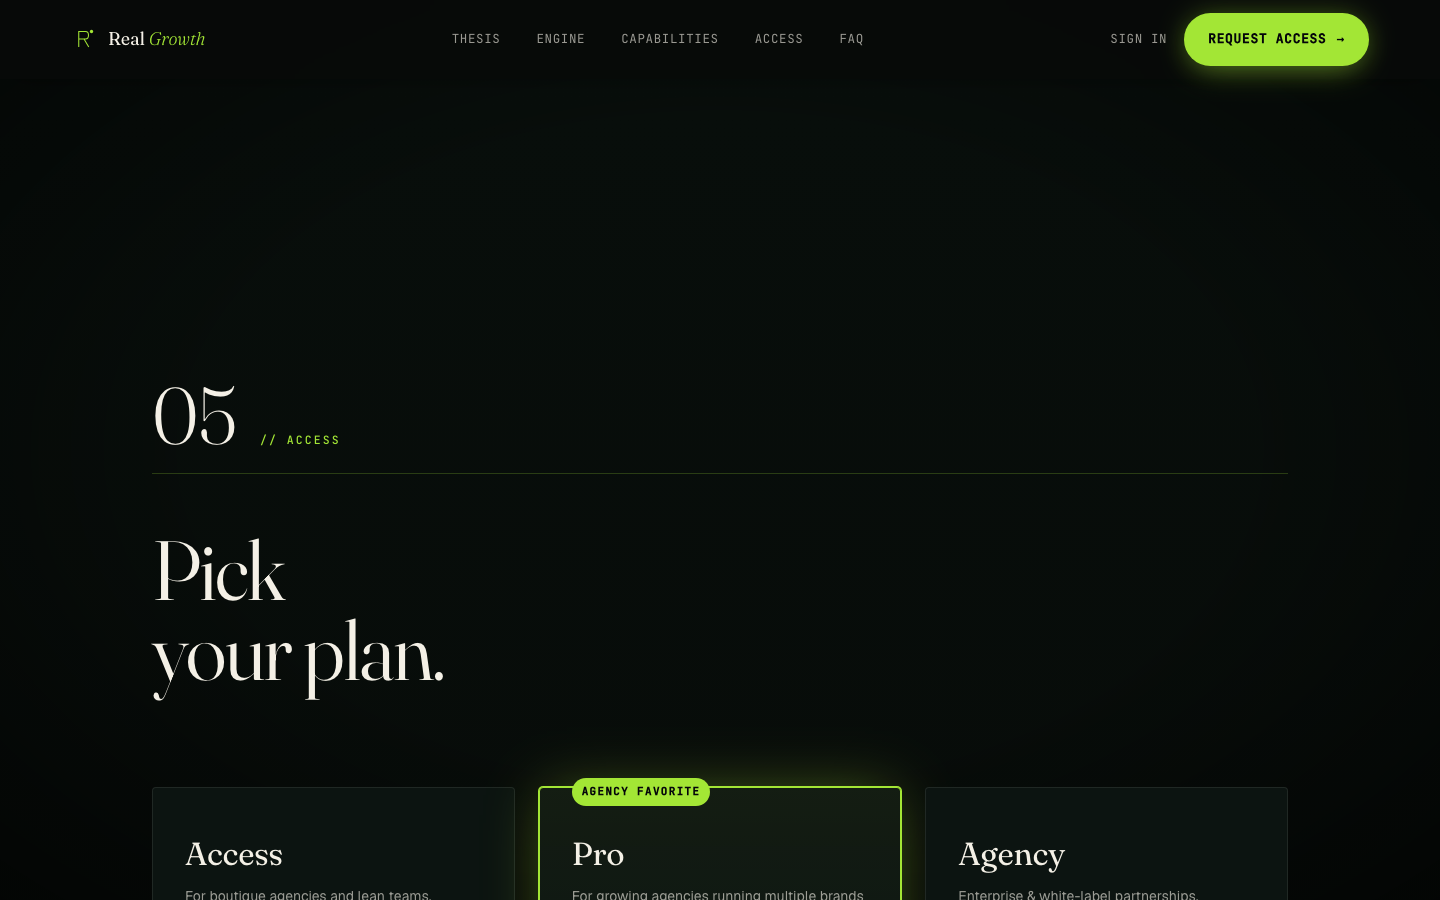 Real Growth
THESIS
ENGINE
CAPABILITIES
ACCESS
FAQ
SIGN IN
REQUEST ACCESS →
05
// ACCESS
Pick
your plan.
Access
For boutique agencies and lean teams.
AGENCY FAVORITE
Pro
For growing agencies running multiple brands
Agency
Enterprise & white-label partnerships.